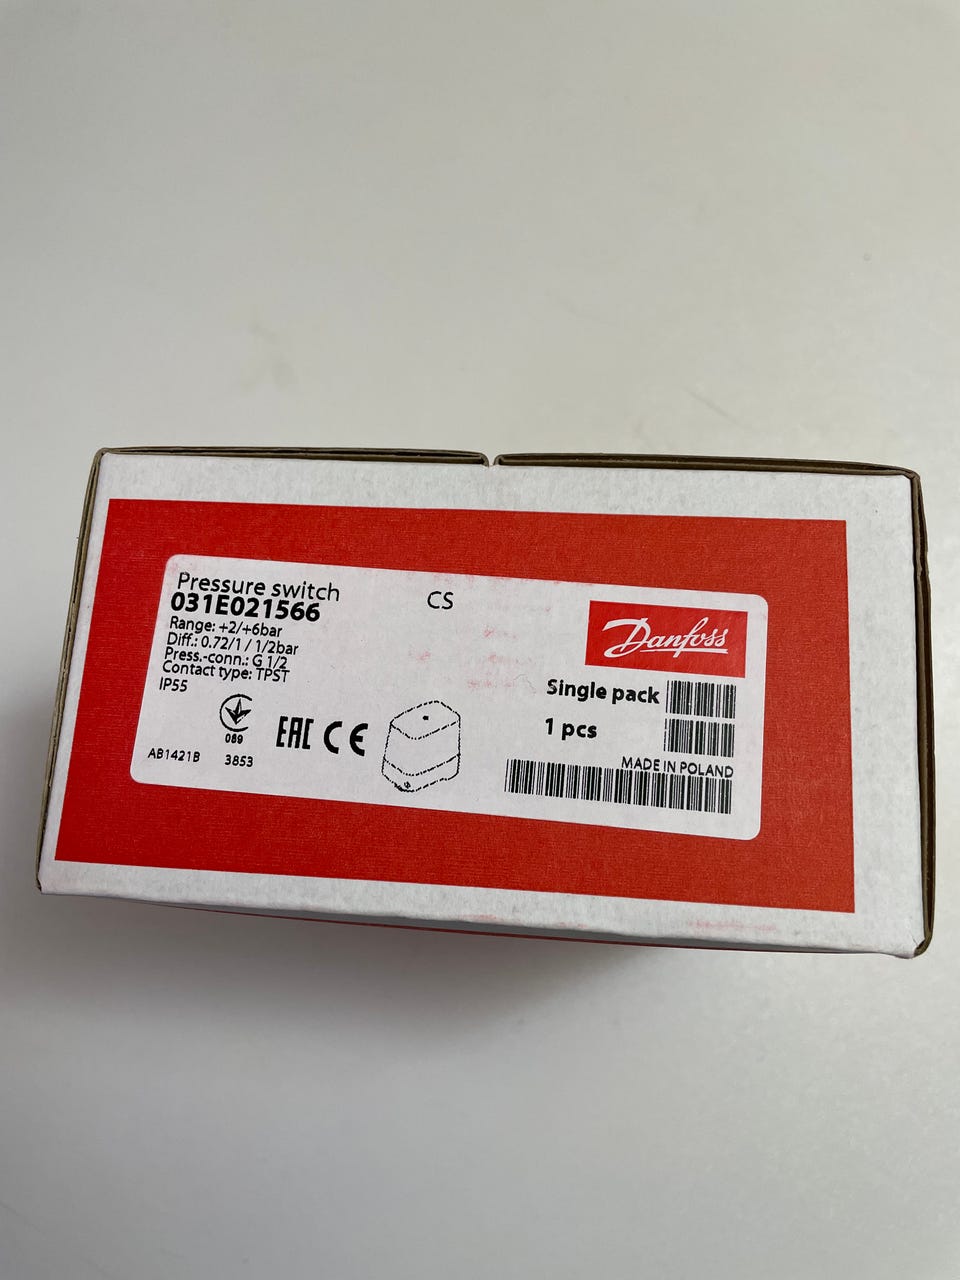 Pressure switch
031E021566
Range: +2/+6bar
Diff.: 0.72/1 / 1/2bar
Press.-conn.: G 1/2
Contact type: TPST
IP55
CS
Danfoss
Single pack
1 pcs
MADE IN POLAND
089
EAC CE
AB1421B 3853